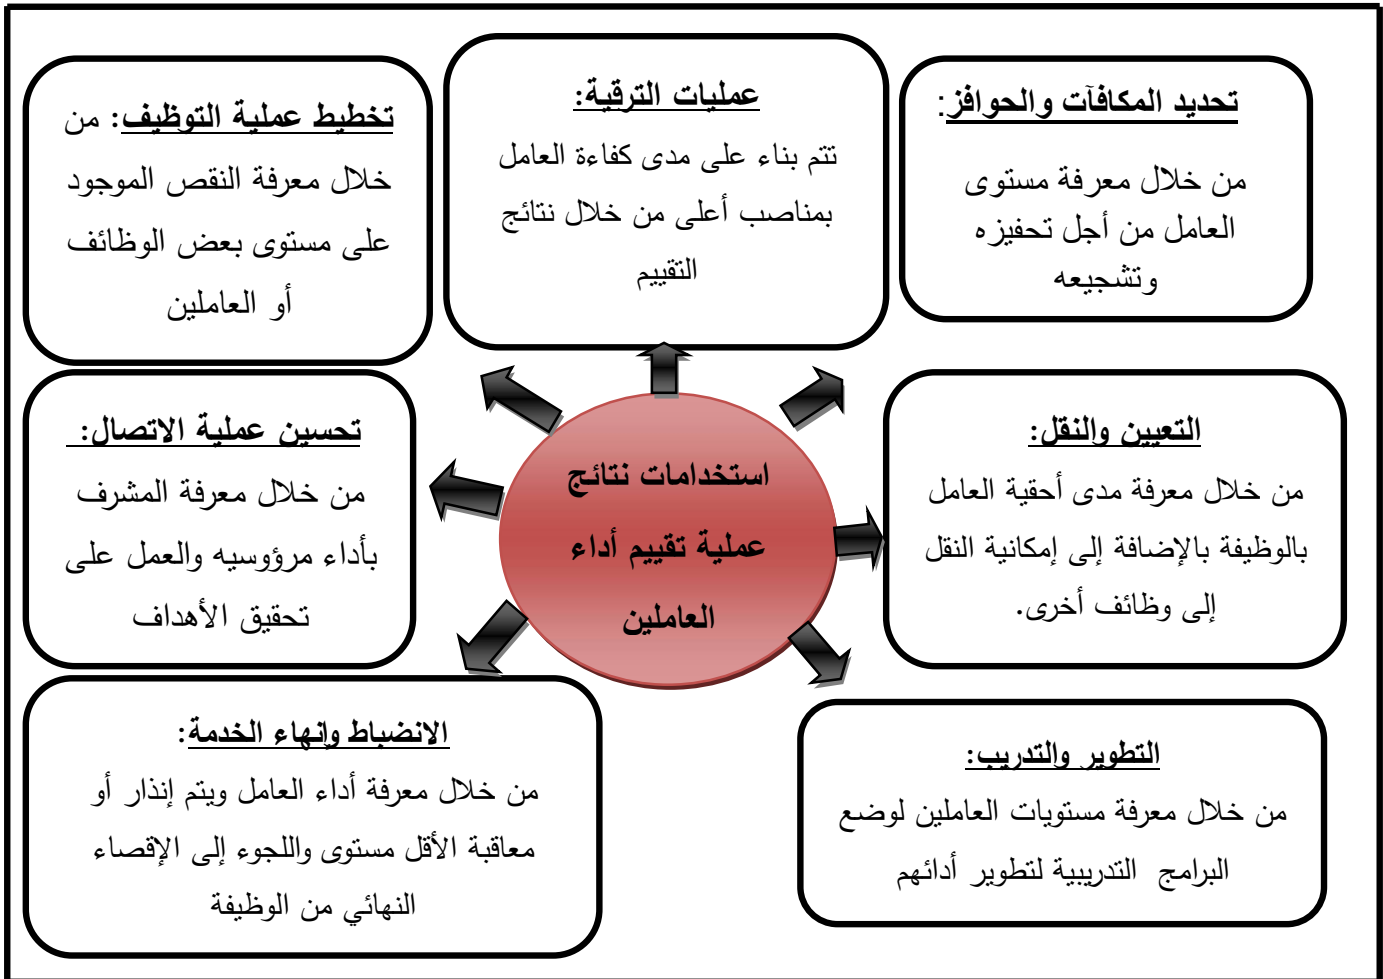 تحديد المكافآت والحوافز:
من خلال معرفة مستوى
العامل من أجل تحفيزه
وتشجيعه
عمليات الترقية:
تتم بناء على مدى كفاءة العامل
بمناصب أعلى من خلال نتائج
التقييم
تخطيط عملية التوظيف: من
خلال معرفة النقص الموجود
على مستوى بعض الوظائف
أو العاملين
التعيين والنقل:
من خلال معرفة مدى أحقية العامل
بالوظيفة بالإضافة إلى إمكانية النقل
إلى وظائف أخرى.
استخدامات نتائج
عملية تقييم أداء
العاملين
تحسين عملية الاتصال:
من خلال معرفة المشرف
بأداء مرؤوسيه والعمل على
تحقيق الأهداف
التطوير والتدريب:
من خلال معرفة مستويات العاملين لوضع
البرامج التدريبية لتطوير أدائهم
الانضباط وإنهاء الخدمة:
من خلال معرفة أداء العامل ويتم إنذار أو
معاقبة الأقل مستوى واللجوء إلى الإقصاء
النهائي من الوظيفة